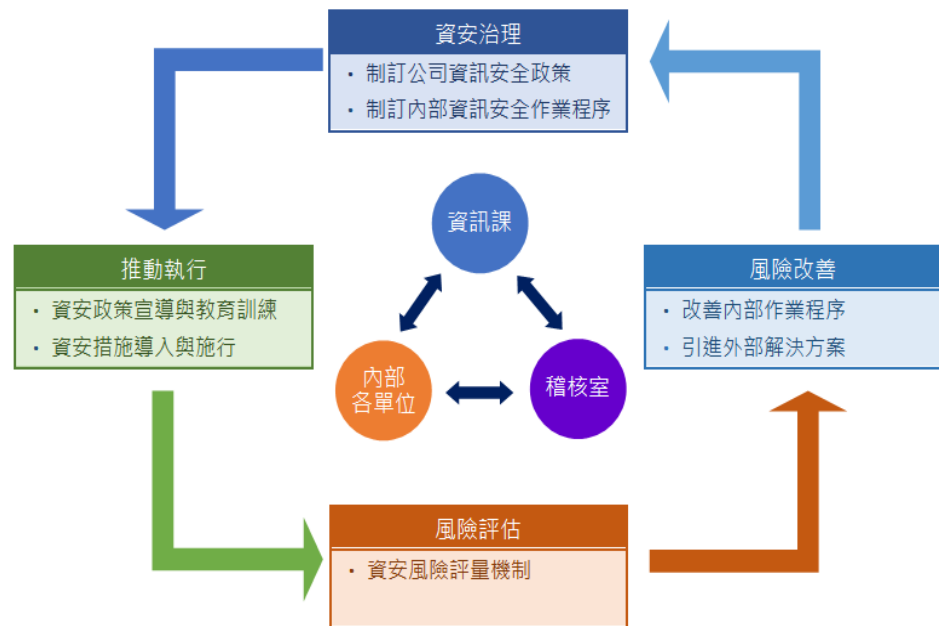 資安治理
• 制訂公司資訊安全政策
• 制訂內部資訊安全作業程序
資訊課
推動執行
• 資安政策宣導與教育訓練
• 資安措施導入與施行
風險改善
• 改善內部作業程序
• 引進外部解決方案
內部
各單位
稽核室
風險評估
• 資安風險評量機制